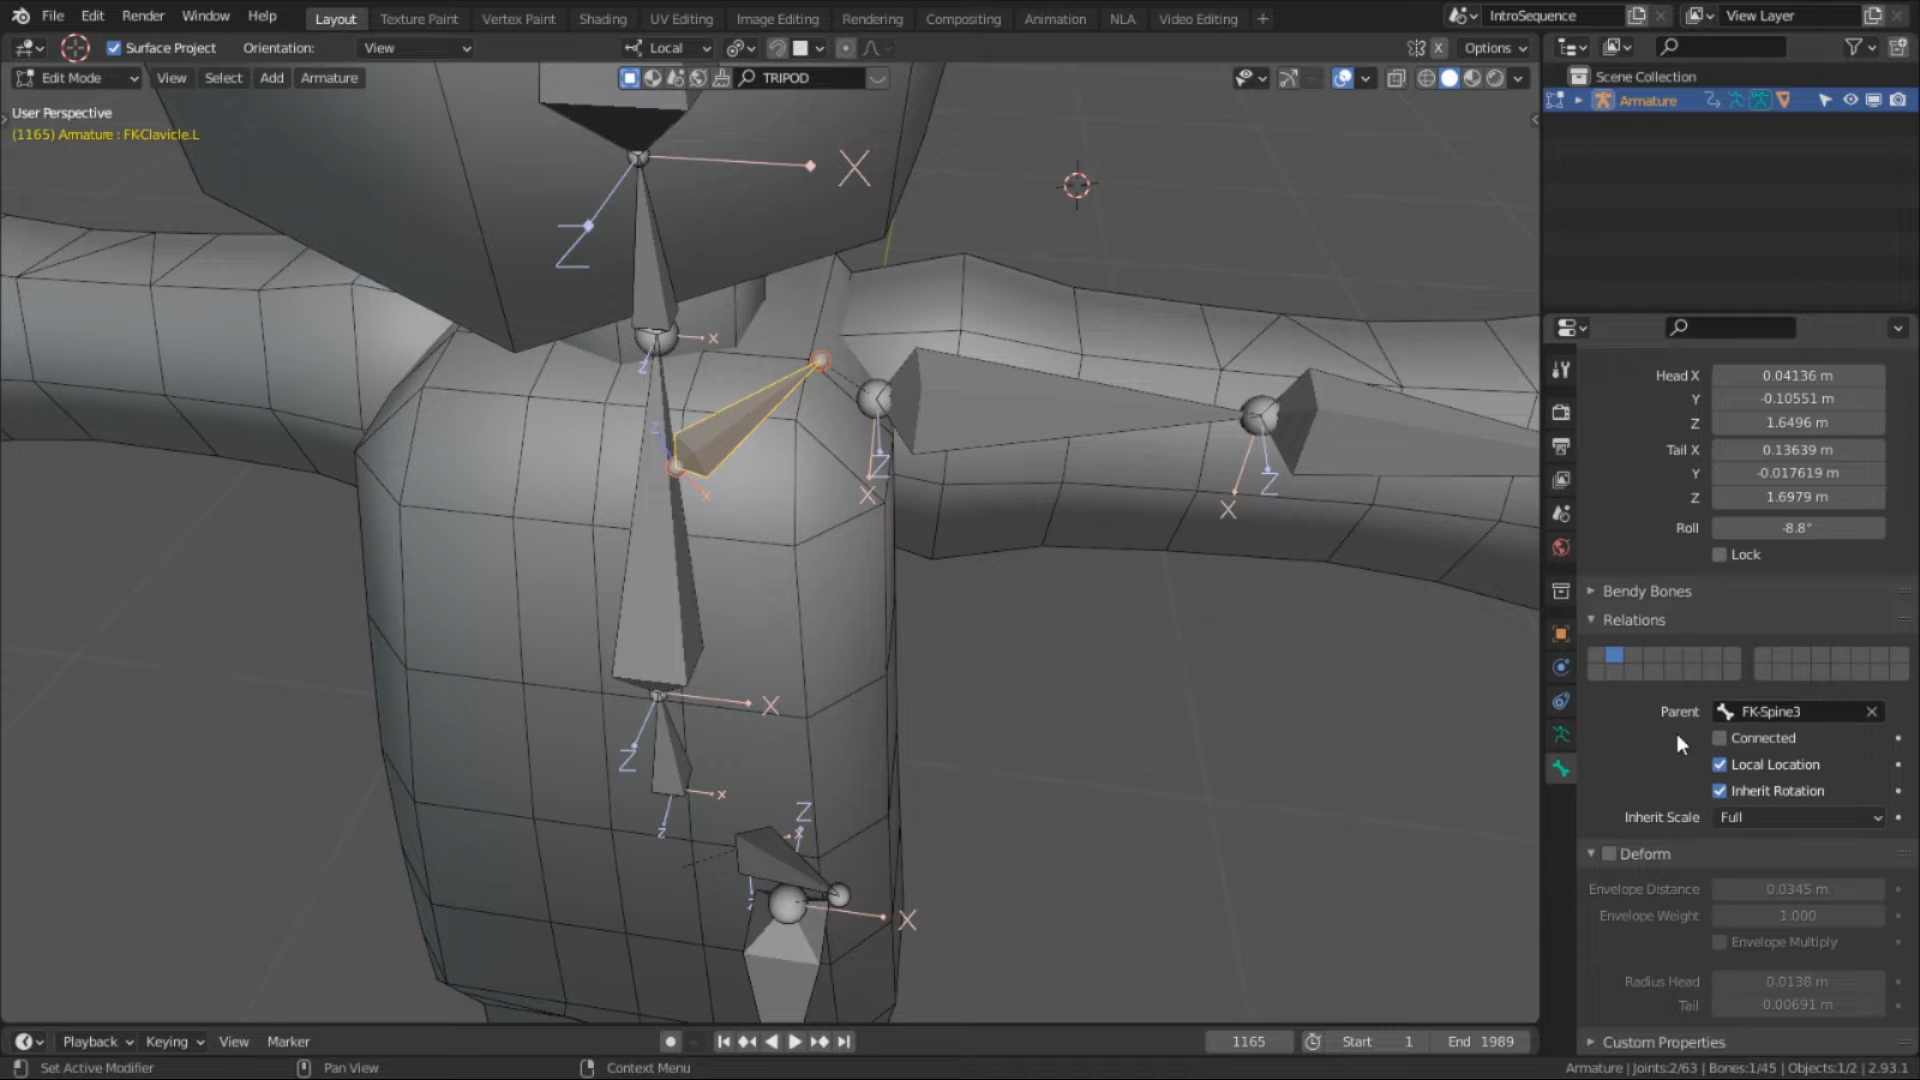 File Edit Render Window Help
Layout Texture Paint Vertex Paint Shading UV Editing Image Editing Rendering Compositing Animation NLA Video Editing +
IntroSequence
View Layer
Surface Project Orientation: View
Local
X
Options
Edit Mode View Select Add Armature
TRIPOD
User Perspective
(1165) Armature : FKClavicle.L
X
Z
x
z
z
x
Z
X
Z
X
X
Z
x
z
Z
x
z
X
Scene Collection
Armature
Head X 0.04136 m
Y -0.10551 m
Z 1.6496 m
Tail X 0.13639 m
Y -0.017619 m
Z 1.6979 m
Roll -8.8°
Lock
Bendy Bones
Relations
Parent FK-Spine3
Connected
Local Location
Inherit Rotation
Inherit Scale Full
Deform
Envelope Distance 0.0345 m
Envelope Weight 1.000
Envelope Multiply
Radius Head 0.0138 m
Tail 0.00691 m
Custom Properties
Playback Keying View Marker
1165 Start 1 End 1989
Set Active Modifier
Pan View
Context Menu
Armature | Joints:2/63 | Bones:1/45 | Objects:1/2 | 2.93.1